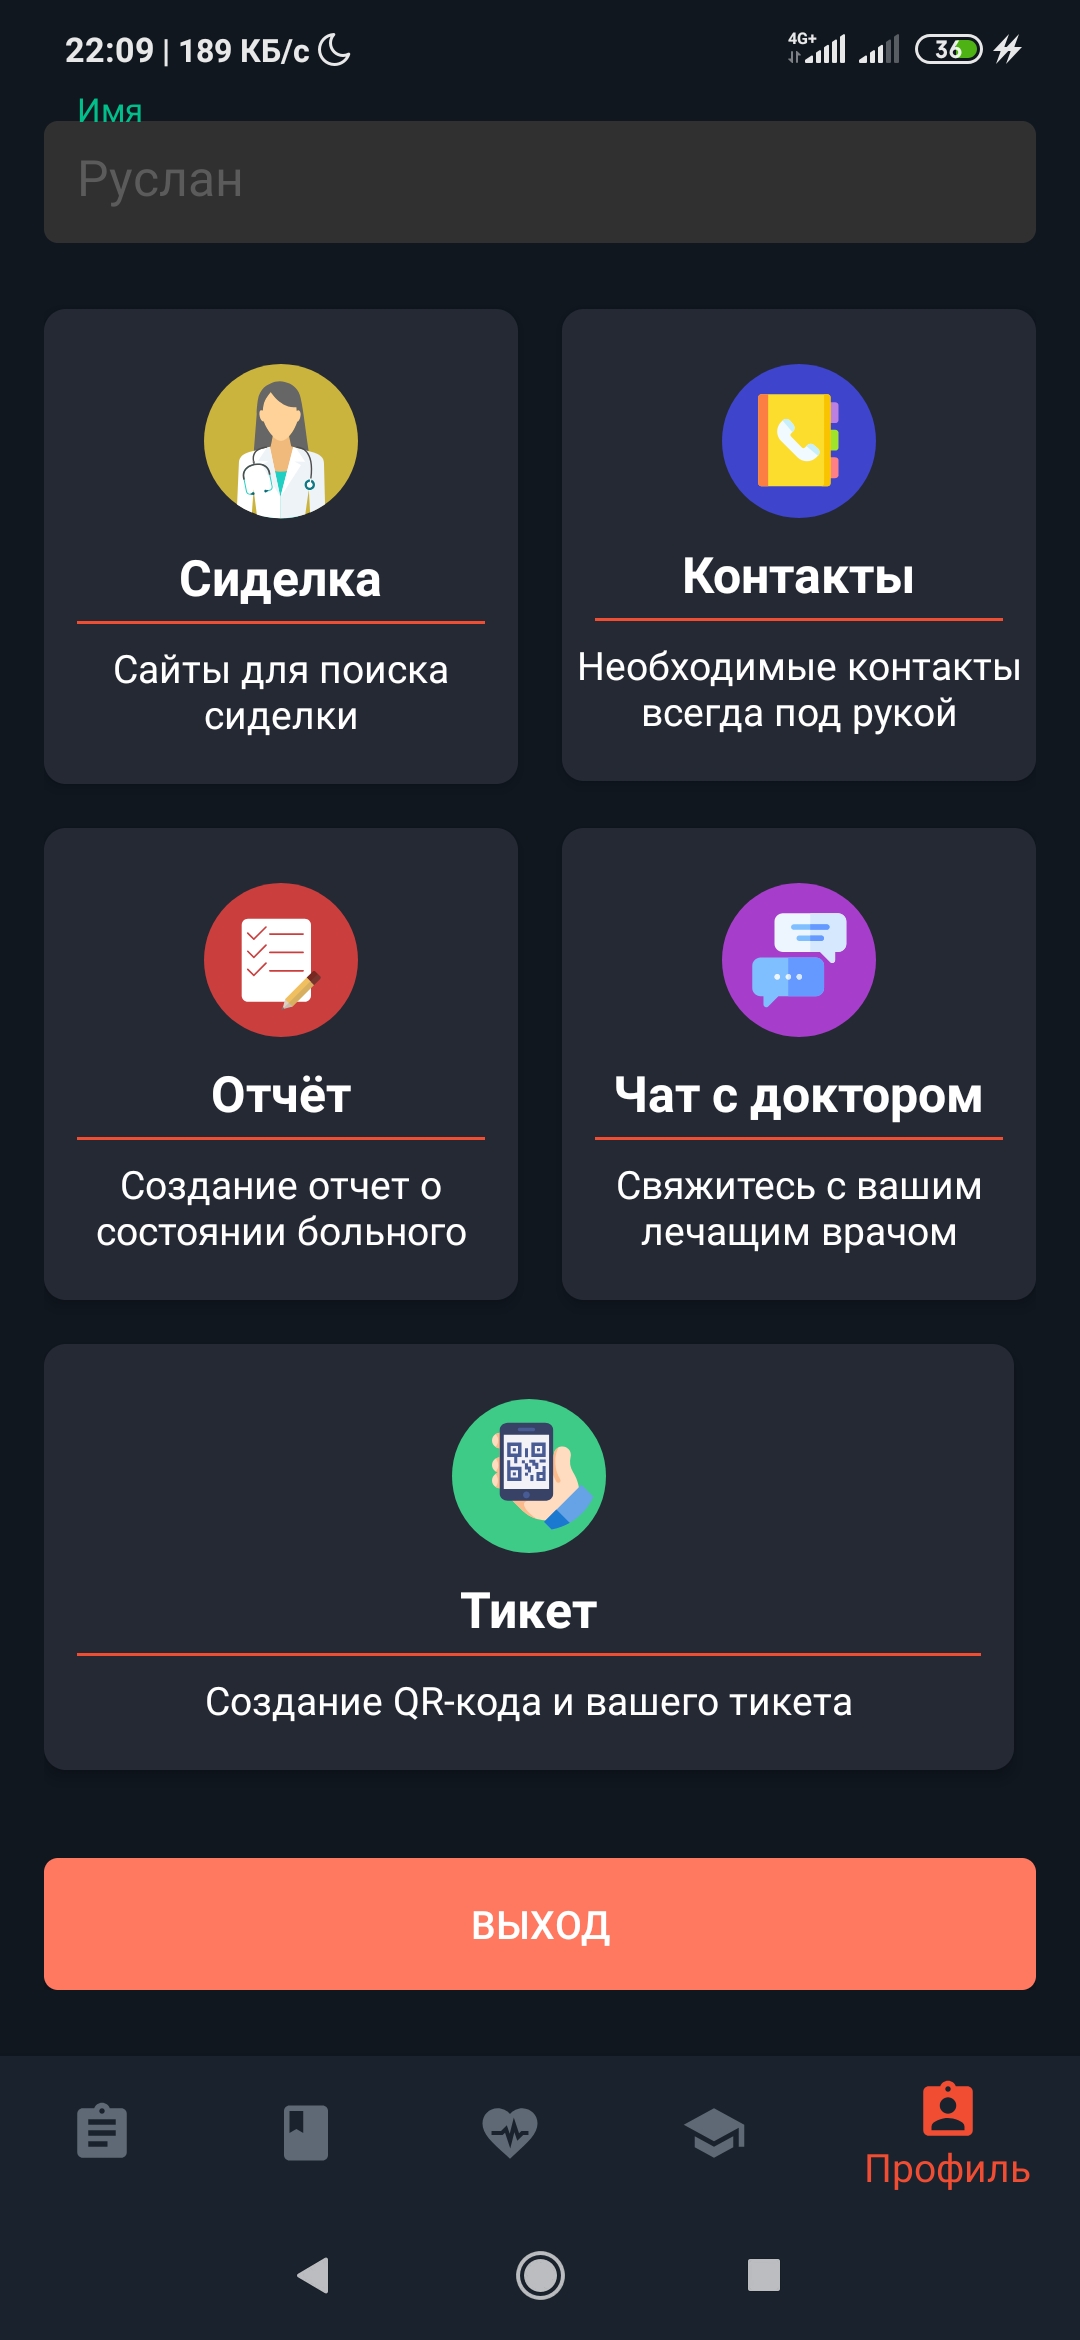 22:09 | 189 КБ/с
4G+
36
Имя
Руслан
Сиделка
Сайты для поиска
сиделки
Контакты
Необходимые контакты
всегда под рукой
Отчёт
Создание отчет о
состоянии больного
Чат с доктором
Свяжитесь с вашим
лечащим врачом
Тикет
Создание QR-кода и вашего тикета
ВЫХОД
Профиль